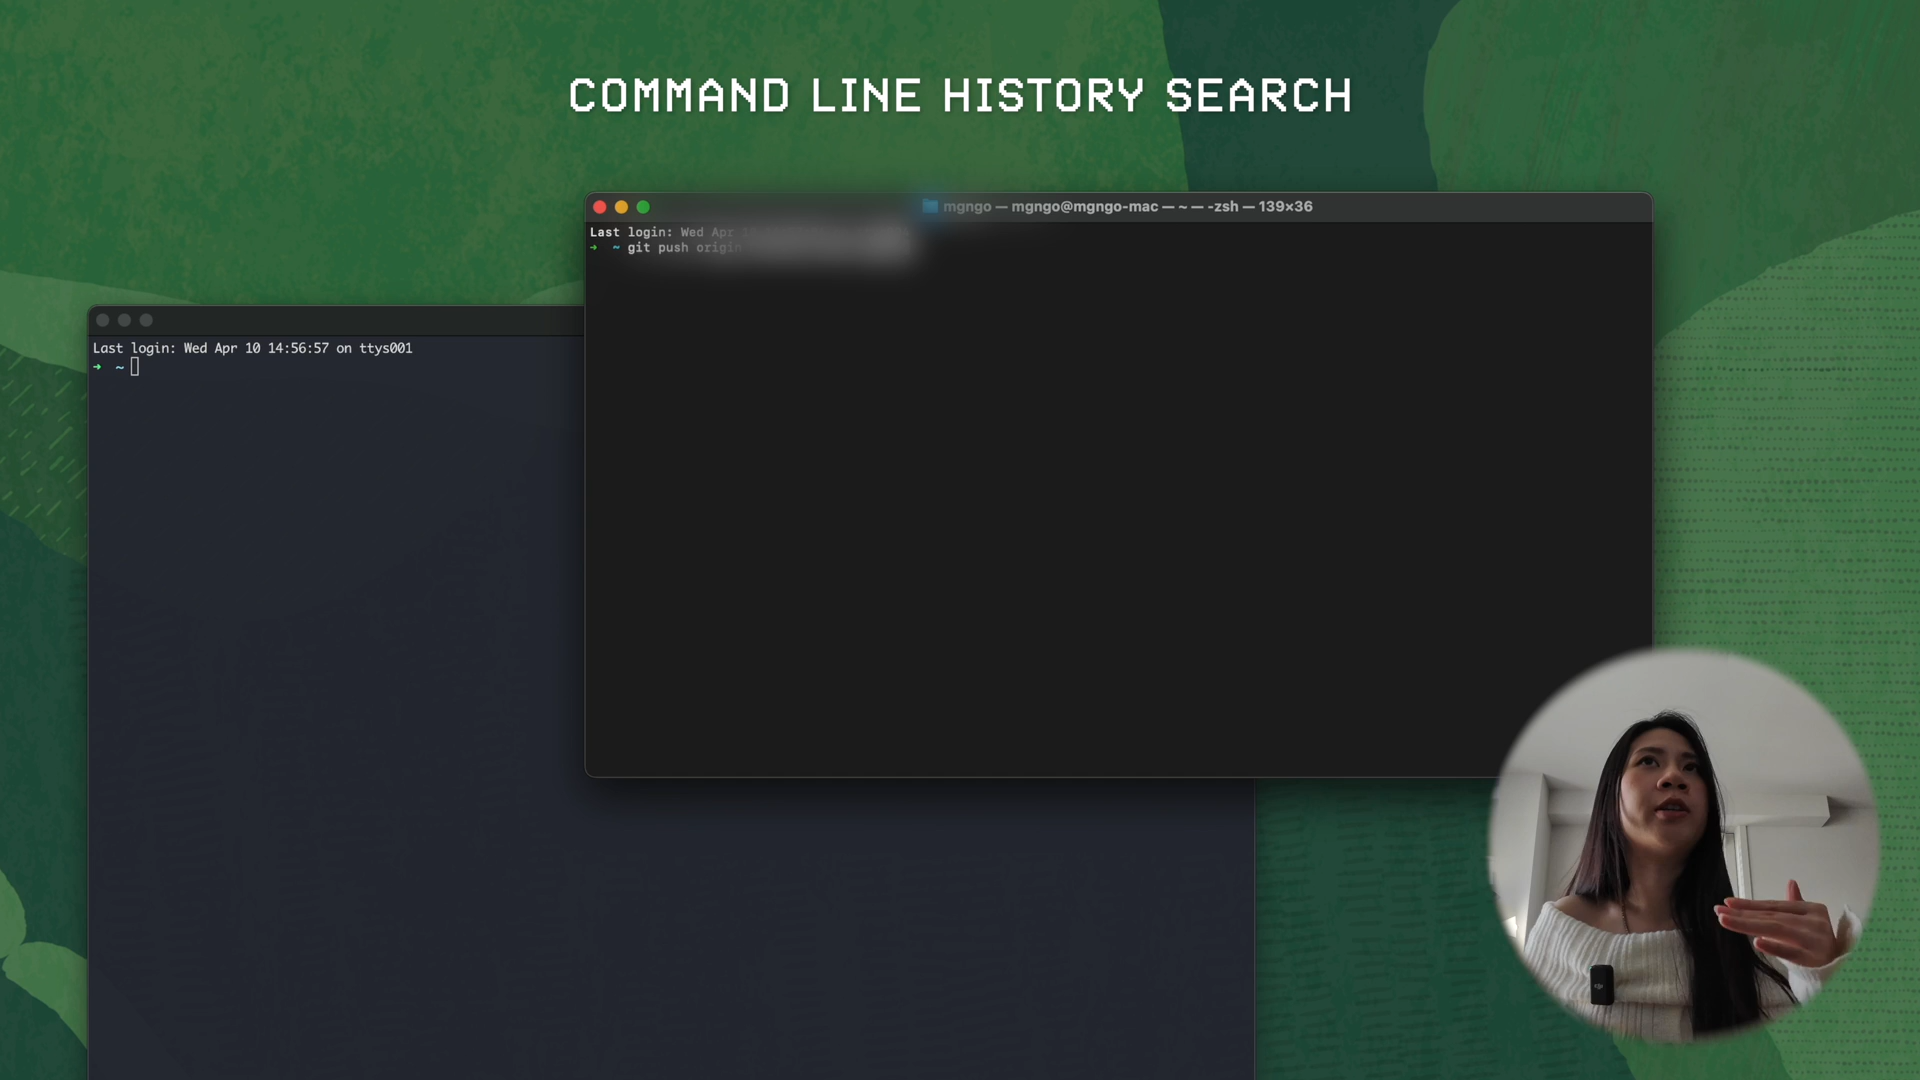 COMMAND LINE HISTORY SEARCH
mgngo — mgngo@mgngo-mac — ~ — -zsh — 139×36
Last login: Wed Apr
➜ ~ git push origin
Last login: Wed Apr 10 14:56:57 on ttys001
➜ ~